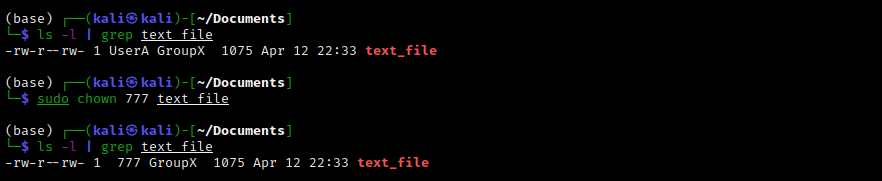 (base) ┌──(kali㉿kali)-[~/Documents]
└─$ ls -l | grep text_file
-rw-r--rw- 1 UserA GroupX  1075 Apr 12 22:33 text_file
(base) ┌──(kali㉿kali)-[~/Documents]
└─$ sudo chown 777 text_file
(base) ┌──(kali㉿kali)-[~/Documents]
└─$ ls -l | grep text_file
-rw-r--rw- 1  777 GroupX  1075 Apr 12 22:33 text_file